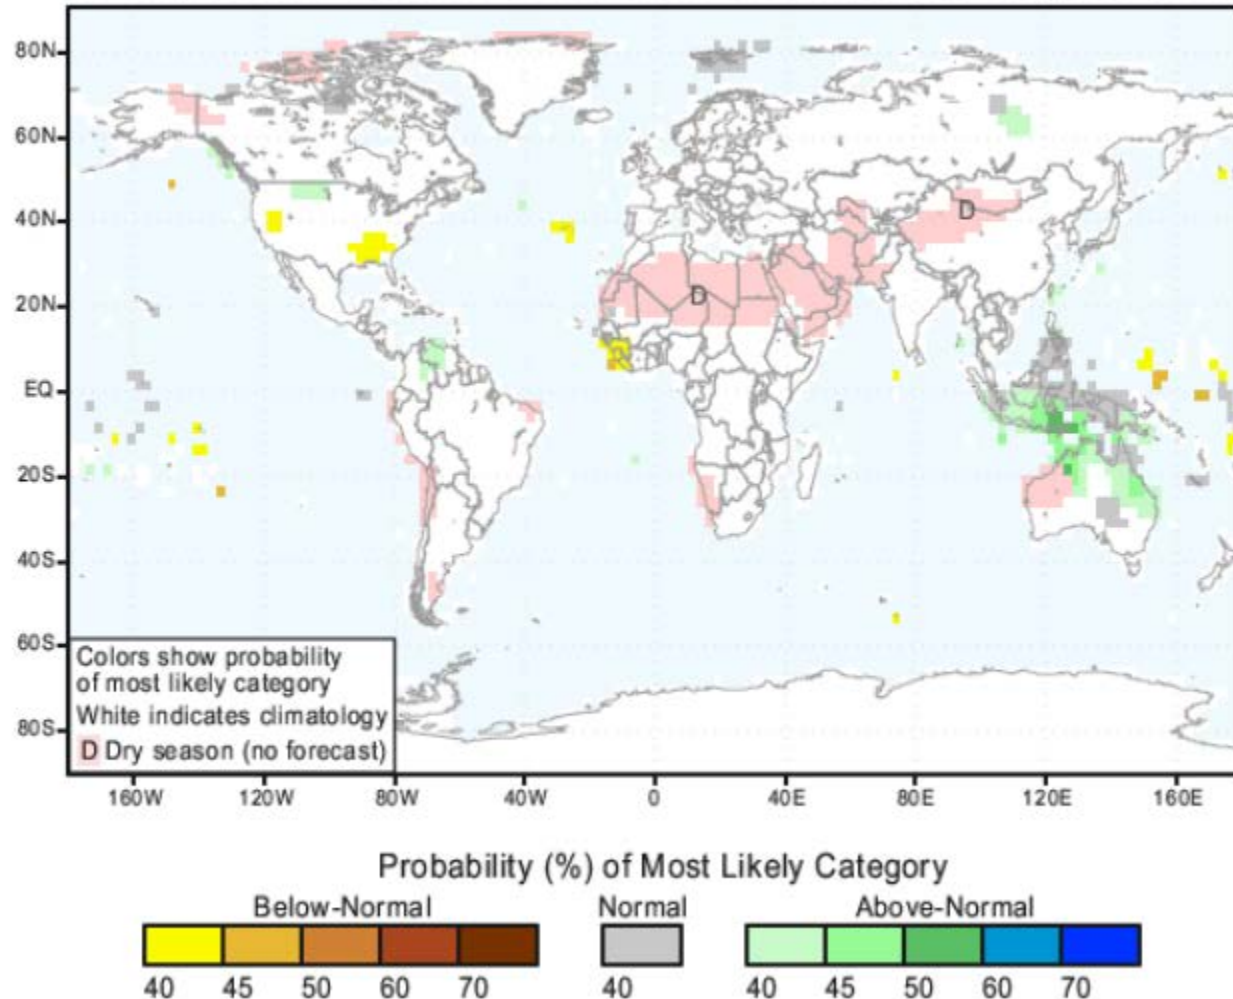 80N
60N
40N
20N
EQ
20S
40S
60S
80S
D
D
Colors show probability
of most likely category
White indicates climatology
D Dry season (no forecast)
160W 120W 80W 40W 0 40E 80E 120E 160E
Probability (%) of Most Likely Category
Below-Normal Normal Above-Normal
40 45 50 60 70 40 40 45 50 60 70